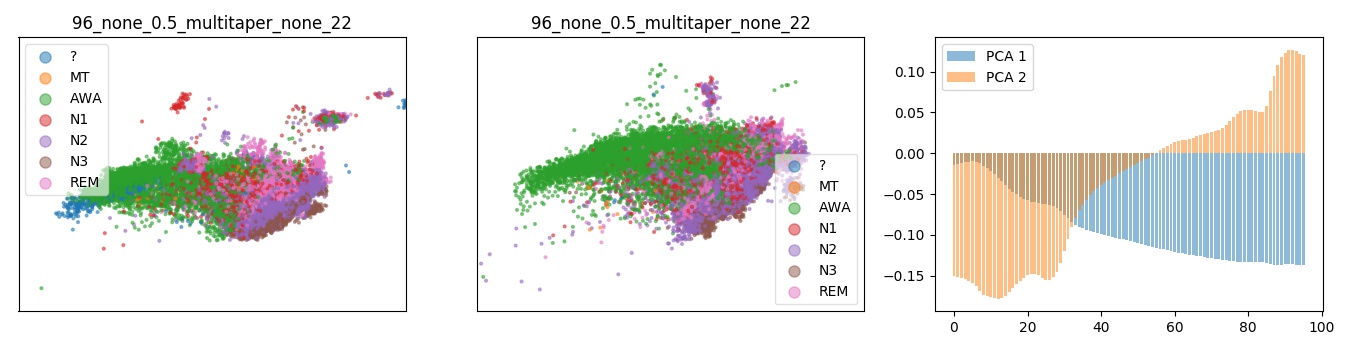 96_none_0.5_multitaper_none_22
?
MT
AWA
N1
N2
N3
REM
96_none_0.5_multitaper_none_22
?
MT
AWA
N1
N2
N3
REM
PCA 1
PCA 2
0.10
0.05
0.00
−0.05
−0.10
−0.15
0 20 40 60 80 100